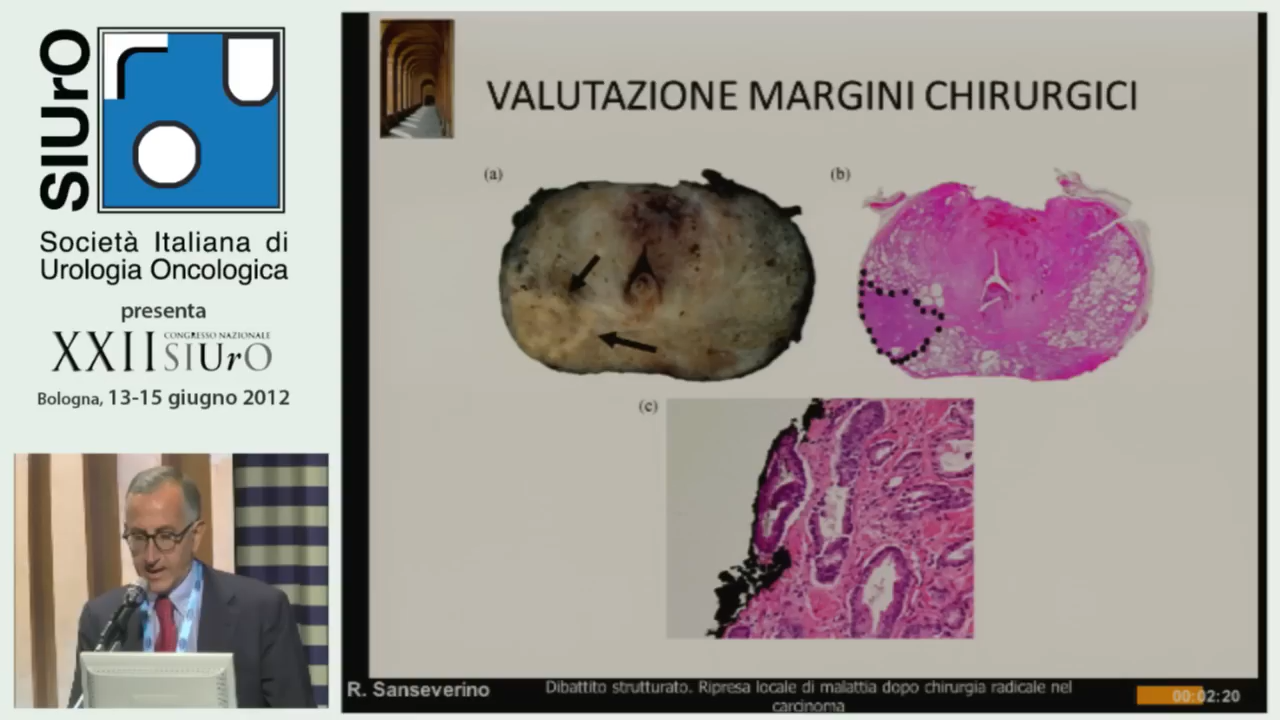 SIUrO
Società Italiana di
Urologia Oncologica
presenta
XXII CONGRESSO NAZIONALE
SIUrO
Bologna, 13-15 giugno 2012
VALUTAZIONE MARGINI CHIRURGICI
(a)
(b)
(c)
R. Sanseverino
Dibattito strutturato. Ripresa locale di malattia dopo chirurgia radicale nel
carcinoma
00:02:20